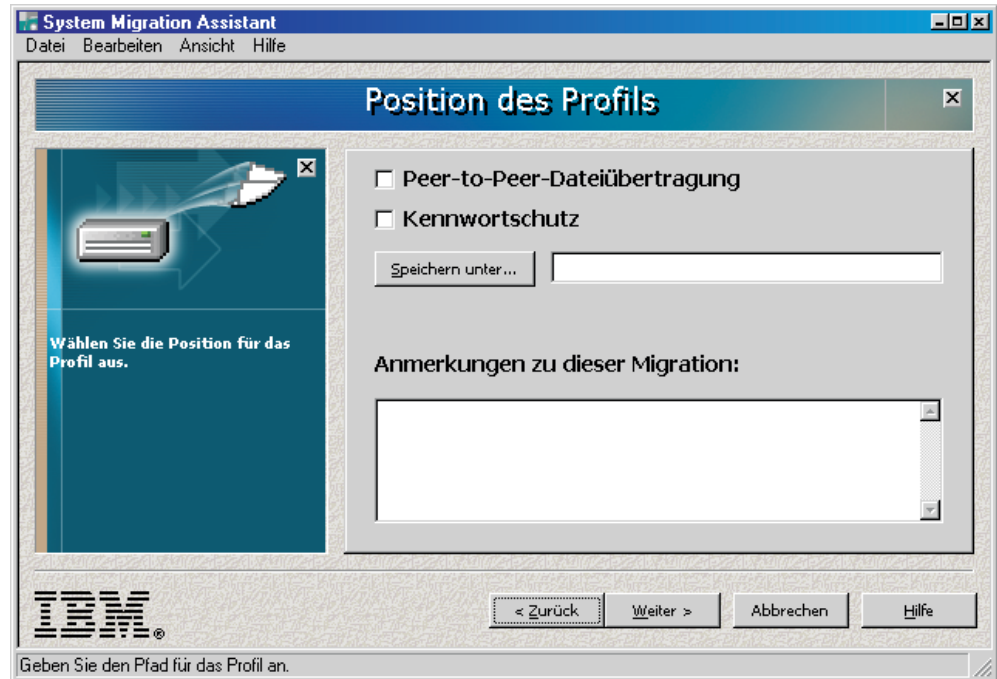 System Migration Assistant
Datei Bearbeiten Ansicht Hilfe
Position des Profils
Peer-to-Peer-Dateiübertragung
Kennwortschutz
Speichern unter...
Wählen Sie die Position für das
Profil aus.
Anmerkungen zu dieser Migration:
IBM®
< Zurück Weiter > Abbrechen Hilfe
Geben Sie den Pfad für das Profil an.